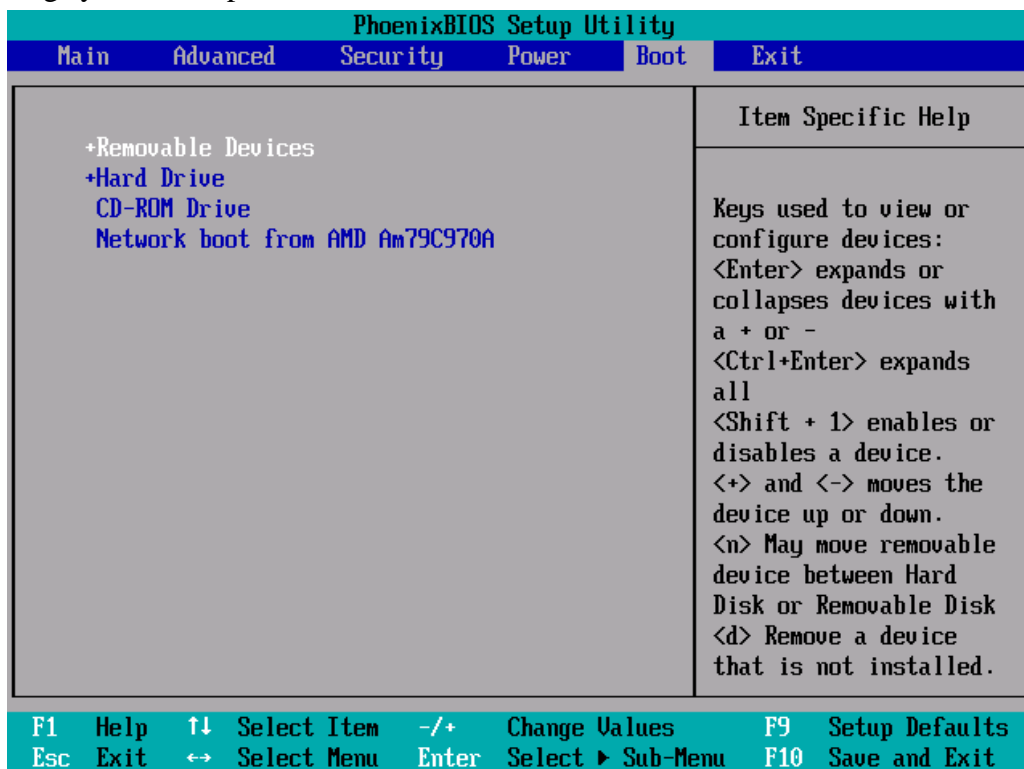 PhoenixBIOS Setup Utility
Main Advanced Security Power Boot Exit
+Removable Devices
+Hard Drive
CD-ROM Drive
Network boot from AMD Am79C970A
Item Specific Help
Keys used to view or
configure devices:
<Enter> expands or
collapses devices with
a + or -
<Ctrl+Enter> expands
all
<Shift + 1> enables or
disables a device.
<+> and <-> moves the
device up or down.
<n> May move removable
device between Hard
Disk or Removable Disk
<d> Remove a device
that is not installed.
F1 Help ↑↓ Select Item -/+ Change Values F9 Setup Defaults
Esc Exit ↔ Select Menu Enter Select ▶ Sub-Menu F10 Save and Exit